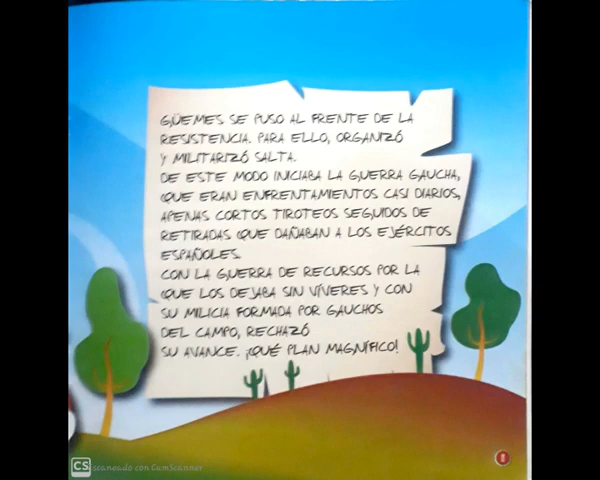 GÜEMES SE PUSO AL FRENTE DE LA
RESISTENCIA. PARA ELLO, ORGANIZÓ
Y MILITARIZÓ SALTA.
DE ESTE MODO INICIABA LA GUERRA GAUCHA,
QUE ERAN ENFRENTAMIENTOS CASI DIARIOS,
APENAS CORTOS TIROTEOS SEGUIDOS DE
RETIRADAS QUE DAÑABAN A LOS EJÉRCITOS
ESPAÑOLES.
CON LA GUERRA DE RECURSOS POR LA
QUE LOS DEJABA SIN VÍVERES Y CON
SU MILICIA FORMADA POR GAUCHOS
DEL CAMPO, RECHAZÓ
SU AVANCE. ¡QUÉ PLAN MAGNÍFICO!
CS escaneado con CamScanner